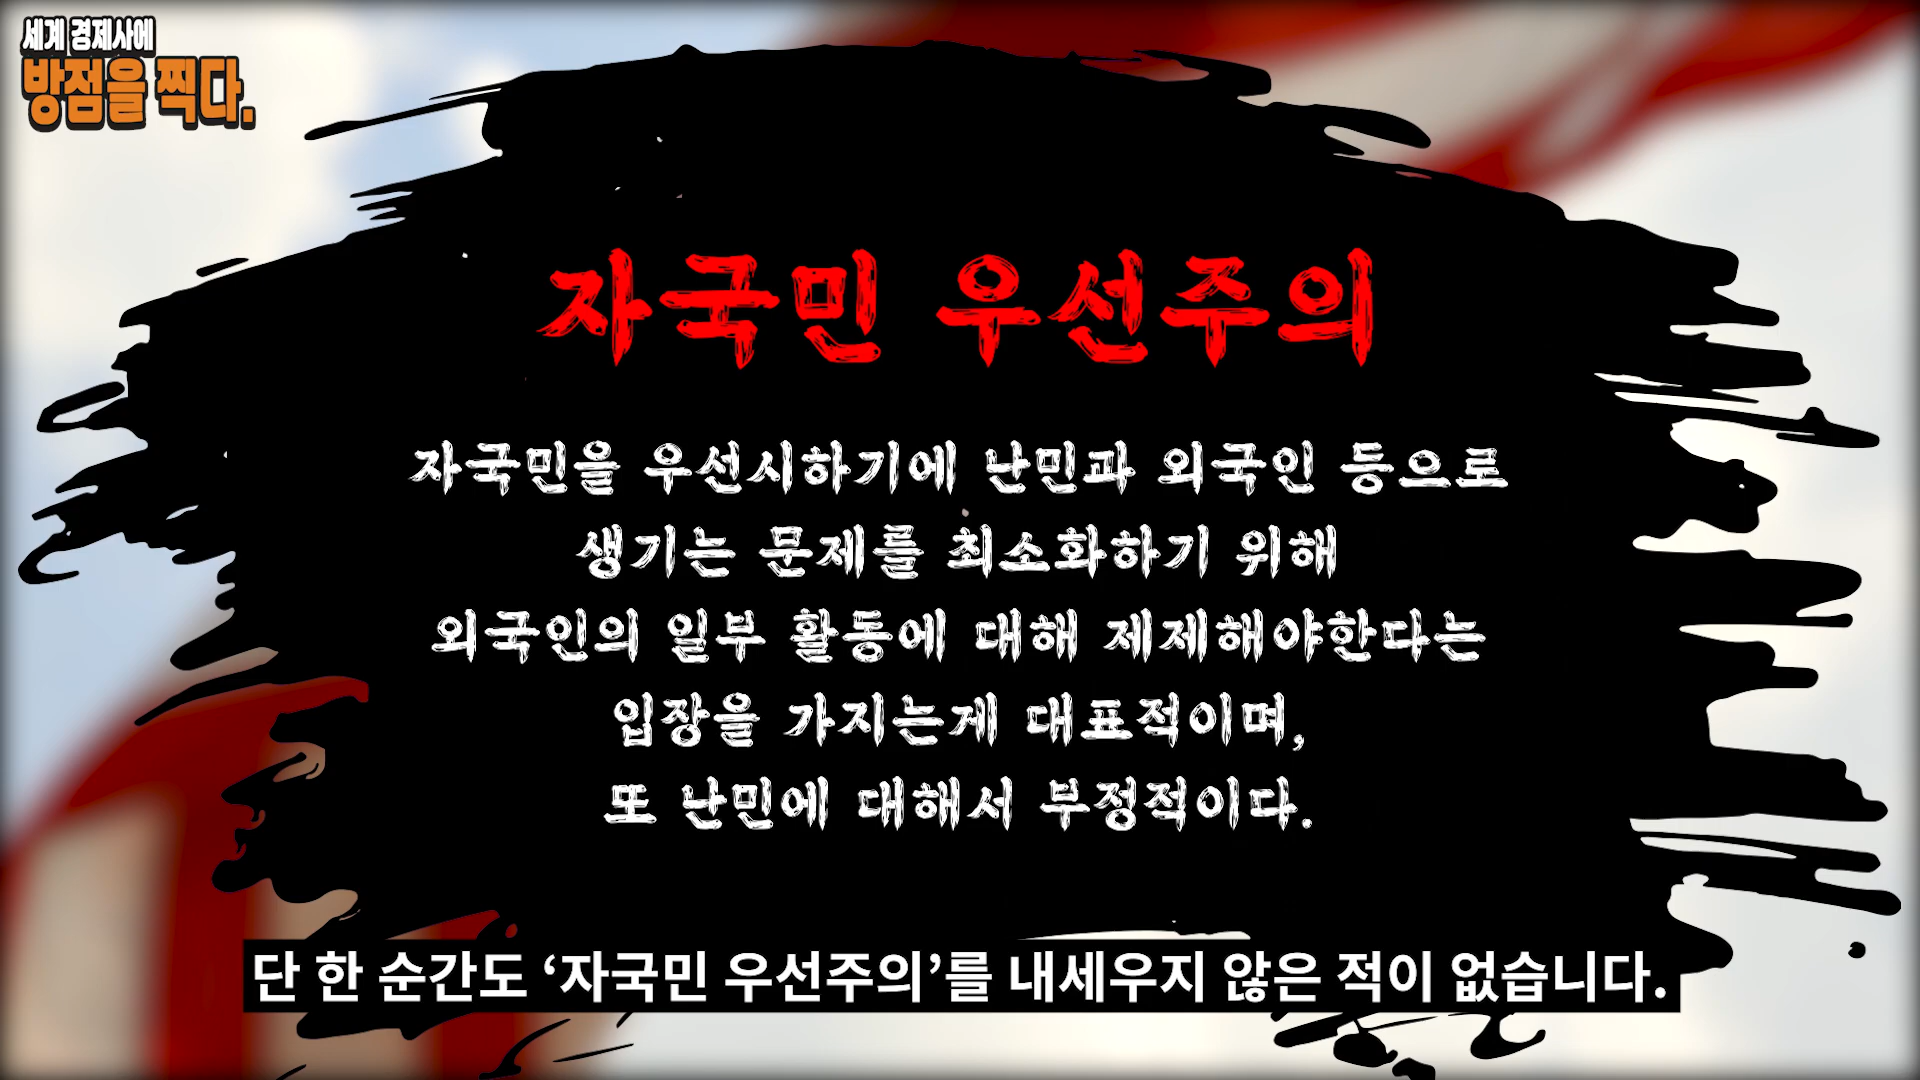 세계 경제사에
방점을 찍다.
자국민 우선주의
자국민을 우선시하기에 난민과 외국인 등으로
생기는 문제를 최소화하기 위해
외국인의 일부 활동에 대해 제제해야한다는
입장을 가지는게 대표적이며,
또 난민에 대해서 부정적이다.
단 한 순간도 ‘자국민 우선주의’를 내세우지 않은 적이 없습니다.